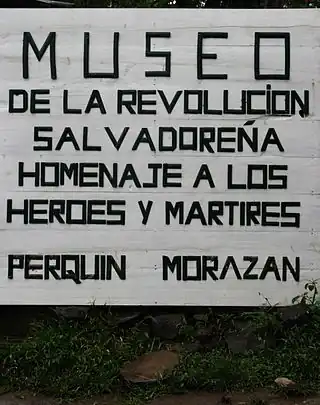 MUSEO
DE LA REVOLUCION
SALVADOREÑA
HOMENAJE A LOS
HEROES Y MARTIRES
PERQUIN MORAZAN